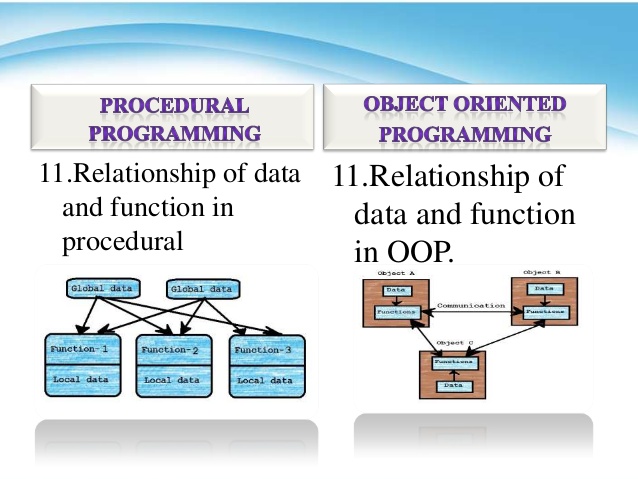 PROCEDURAL
PROGRAMMING
11.Relationship of data
and function in
procedural
Global data
Global data
Function-1
Function-2
Function-3
Local data
Local data
Local data
OBJECT ORIENTED
PROGRAMMING
11.Relationship of
data and function
in OOP.
Object A
Object B
Data
Data
Communication
Functions
Functions
Object C
Functions
Data